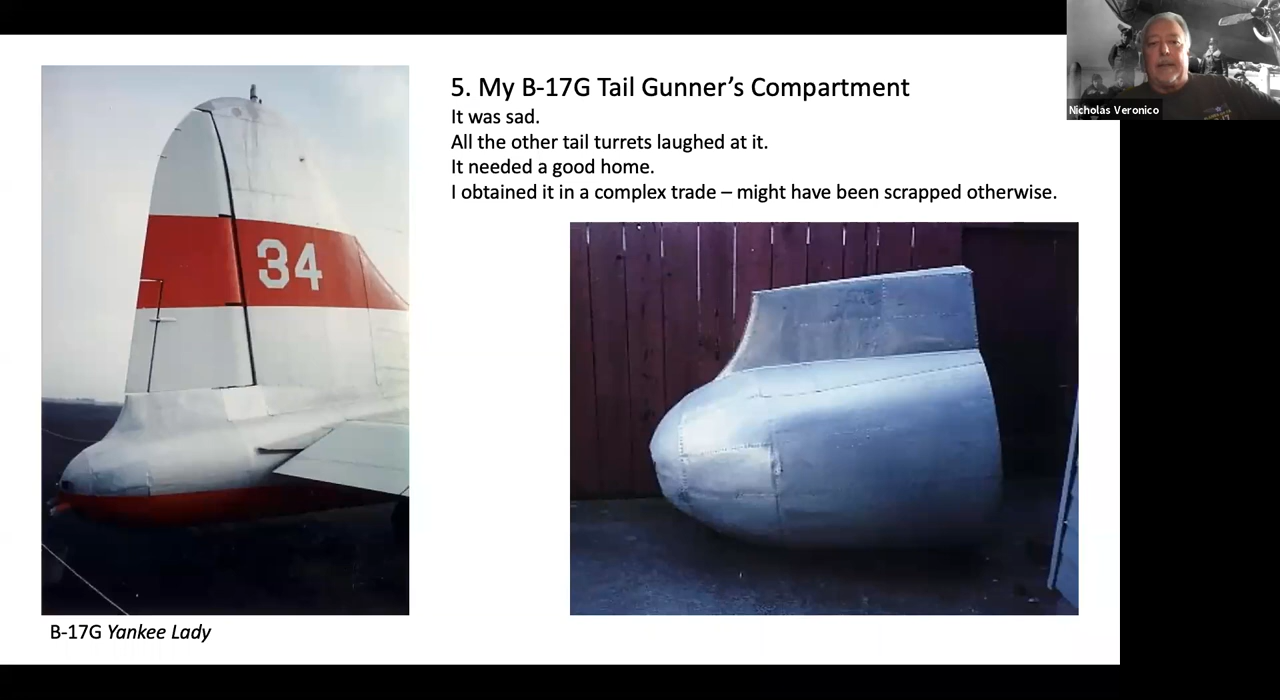 5. My B-17G Tail Gunner’s Compartment
It was sad.
All the other tail turrets laughed at it.
It needed a good home.
I obtained it in a complex trade – might have been scrapped otherwise.
Nicholas Veronico
34
B-17G Yankee Lady